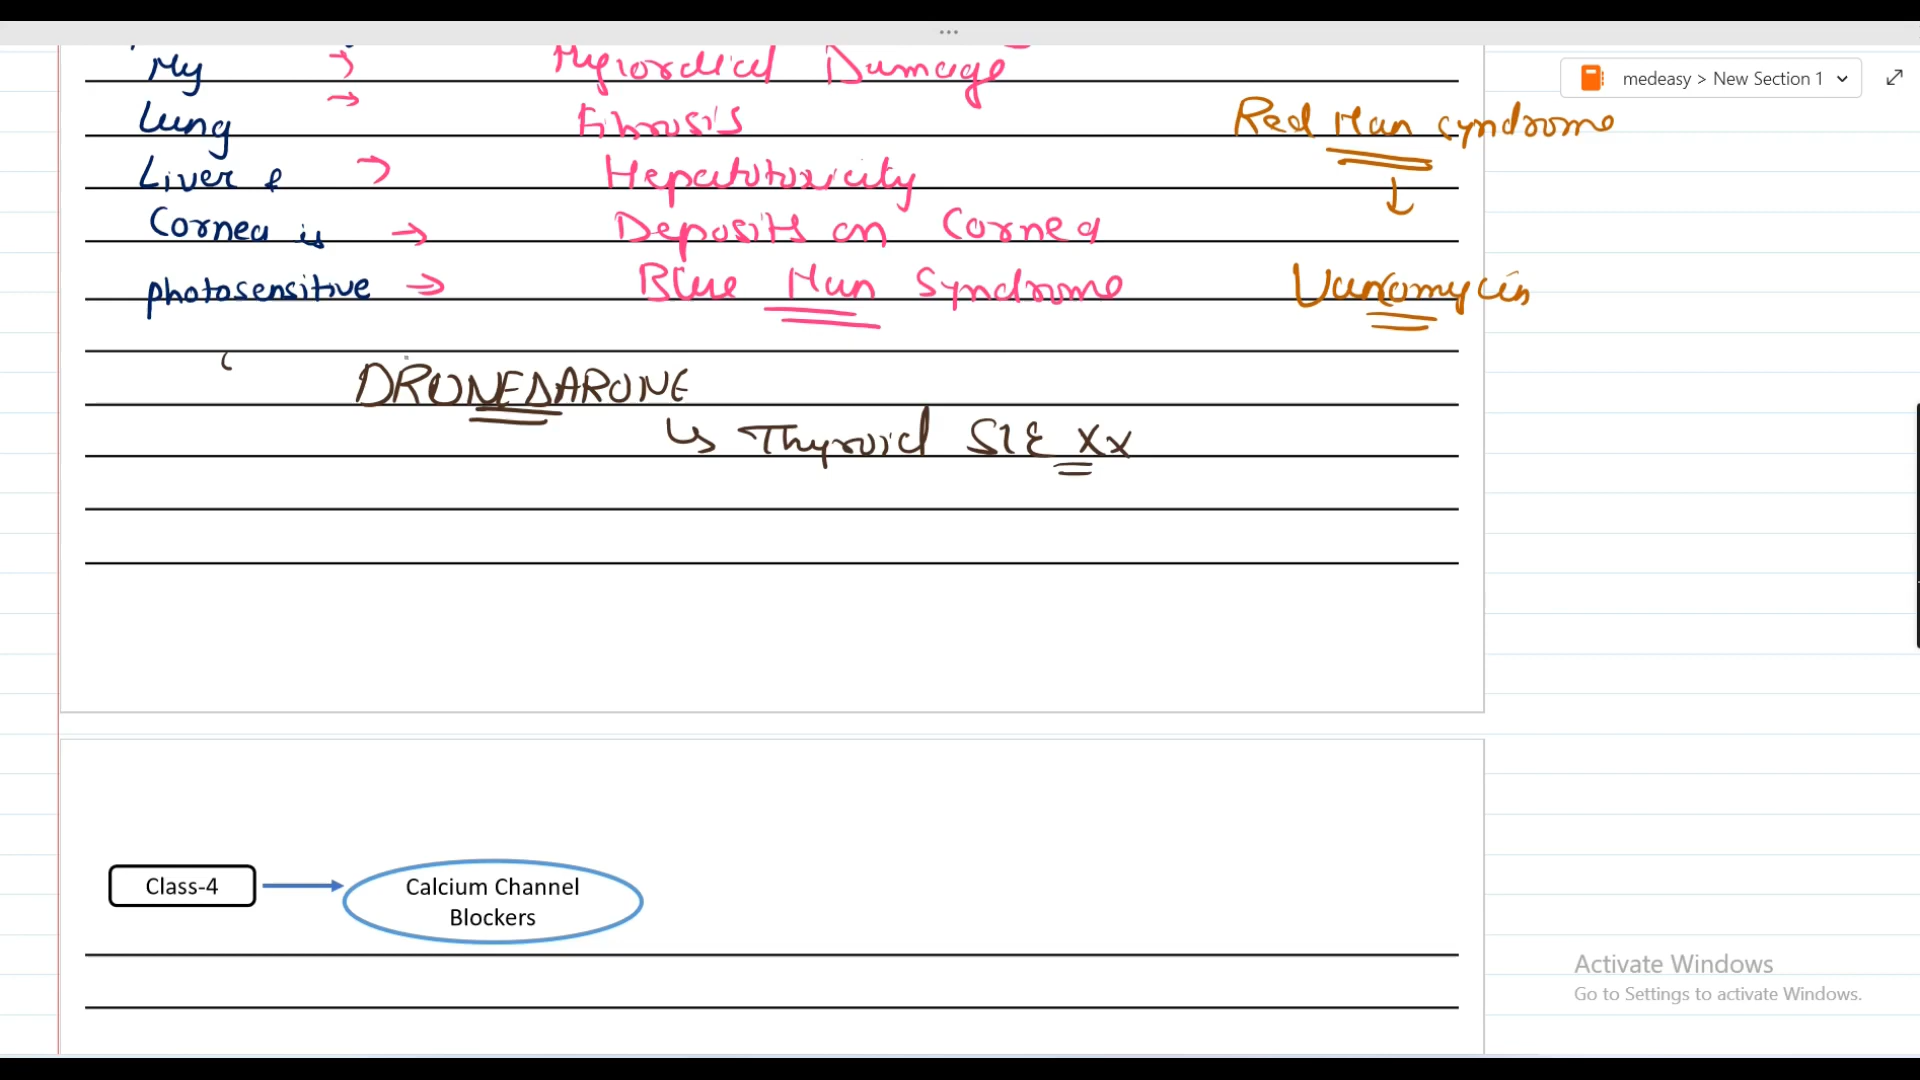 My → Myiordical Damage
medeasy > New Section 1
Lung → Fibrosis
Red Man syndrome
Liver & → Hepatotoxicity
Cornea is → Deposits on Cornea
photosensitive → Blue Man Syndrome
Vancomycin
DRONEDARONE
↳ Thyroid S/E XX
Class-4
Calcium Channel
Blockers
Activate Windows
Go to Settings to activate Windows.